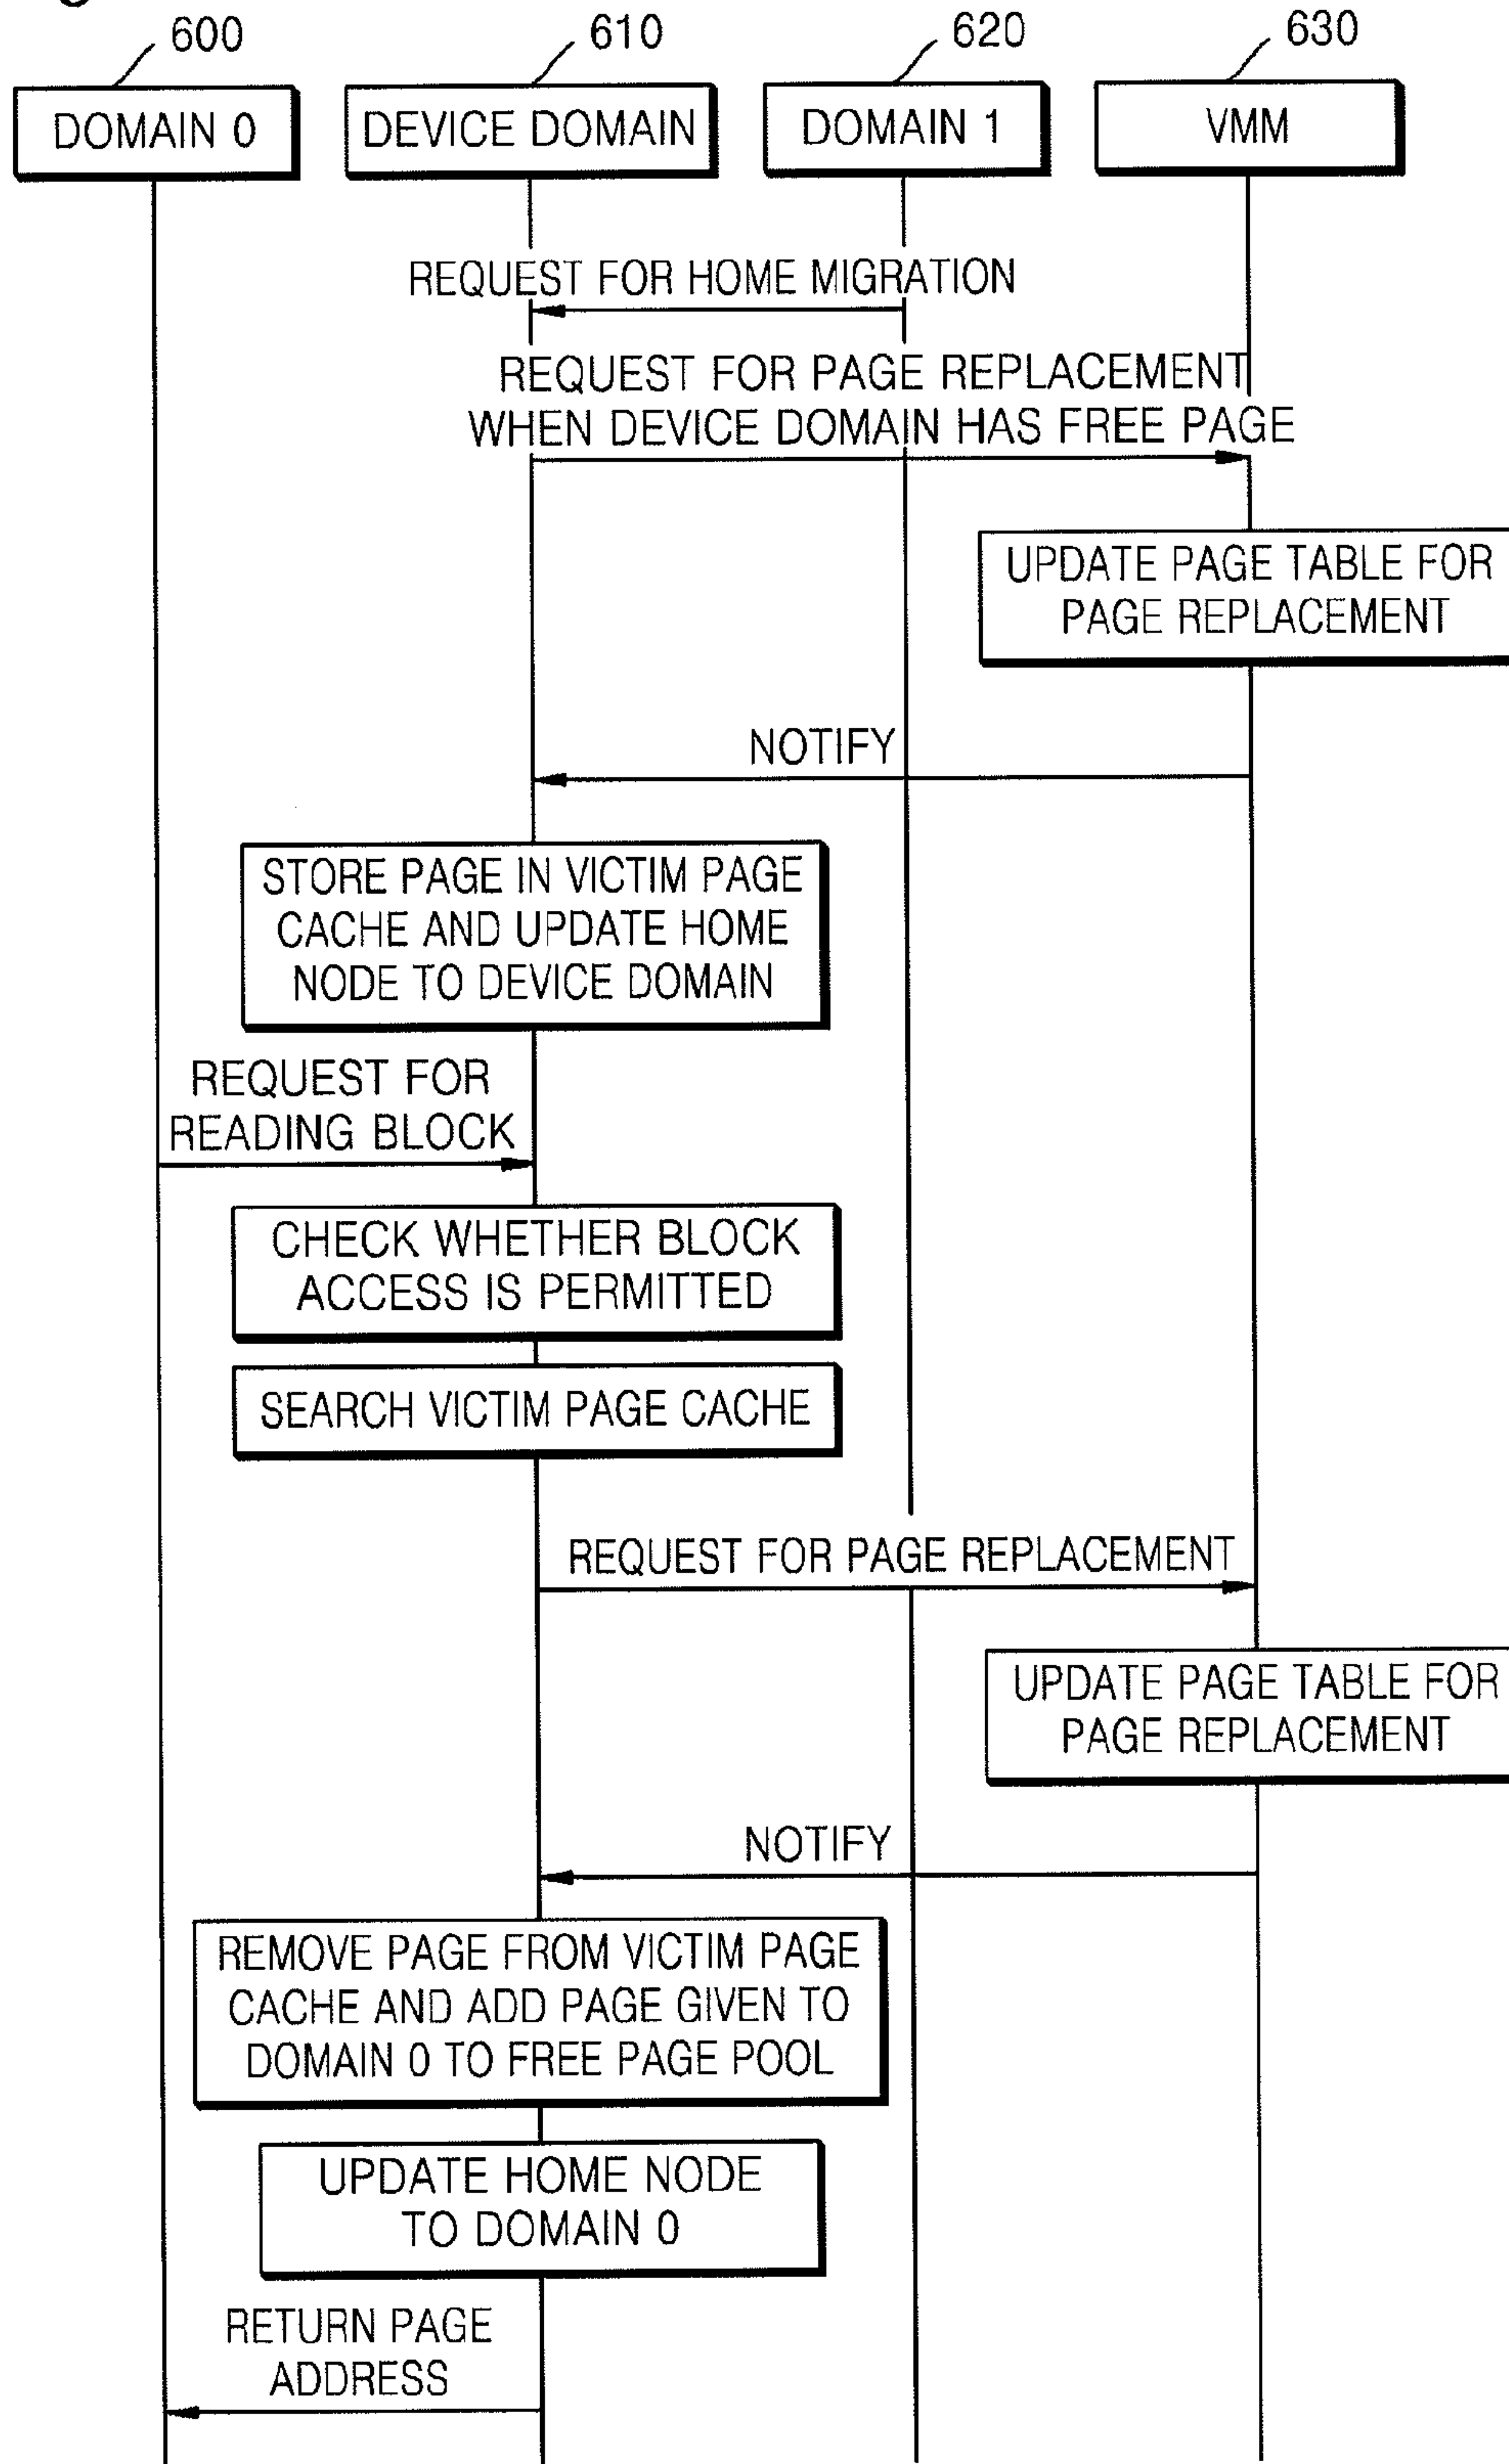 600
610
620
630
DOMAIN 0
DEVICE DOMAIN
DOMAIN 1
VMM
REQUEST FOR HOME MIGRATION
REQUEST FOR PAGE REPLACEMENT
WHEN DEVICE DOMAIN HAS FREE PAGE
UPDATE PAGE TABLE FOR
PAGE REPLACEMENT
NOTIFY
STORE PAGE IN VICTIM PAGE
CACHE AND UPDATE HOME
NODE TO DEVICE DOMAIN
REQUEST FOR
READING BLOCK
CHECK WHETHER BLOCK
ACCESS IS PERMITTED
SEARCH VICTIM PAGE CACHE
REQUEST FOR PAGE REPLACEMENT
UPDATE PAGE TABLE FOR
PAGE REPLACEMENT
NOTIFY
REMOVE PAGE FROM VICTIM PAGE
CACHE AND ADD PAGE GIVEN TO
DOMAIN 0 TO FREE PAGE POOL
UPDATE HOME NODE
TO DOMAIN 0
RETURN PAGE
ADDRESS